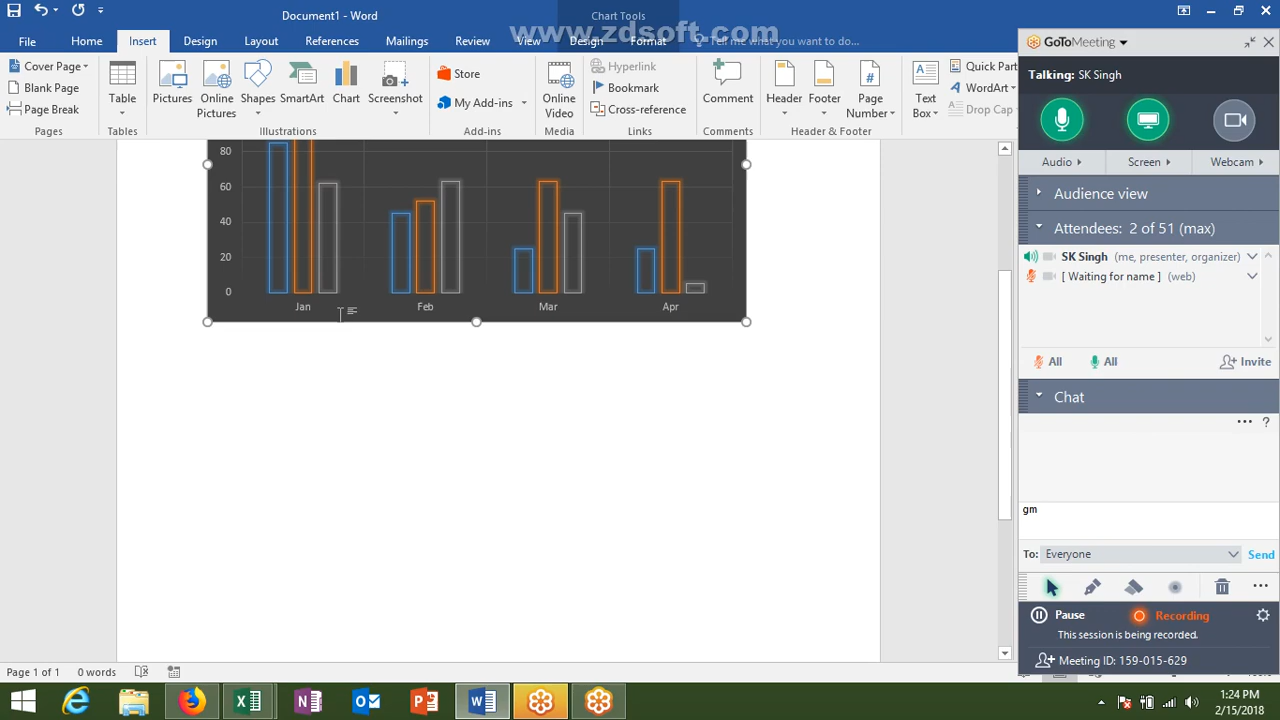 Document1 - Word
Chart Tools
www.zdsoft.com
File Home Insert Design Layout References Mailings Review View Design Format Tell me what you want to do...
Cover Page
Blank Page
Page Break
Pages
Table
Tables
Pictures
Online Pictures
Shapes
SmartArt
Chart
Screenshot
Illustrations
Store
My Add-ins
Add-ins
Online Video
Media
Hyperlink
Bookmark
Cross-reference
Links
Comment
Comments
Header
Footer
Page Number
Header & Footer
Text Box
Quick Part
WordArt
Drop Cap
80
60
40
20
0
Jan Feb Mar Apr
GoToMeeting
Talking: SK Singh
Audio Screen Webcam
Audience view
Attendees: 2 of 51 (max)
SK Singh (me, presenter, organizer)
[ Waiting for name ] (web)
All All Invite
Chat
?
gm
To: Everyone Send
Pause Recording
This session is being recorded.
Meeting ID: 159-015-629
Page 1 of 1 0 words
1:24 PM
2/15/2018